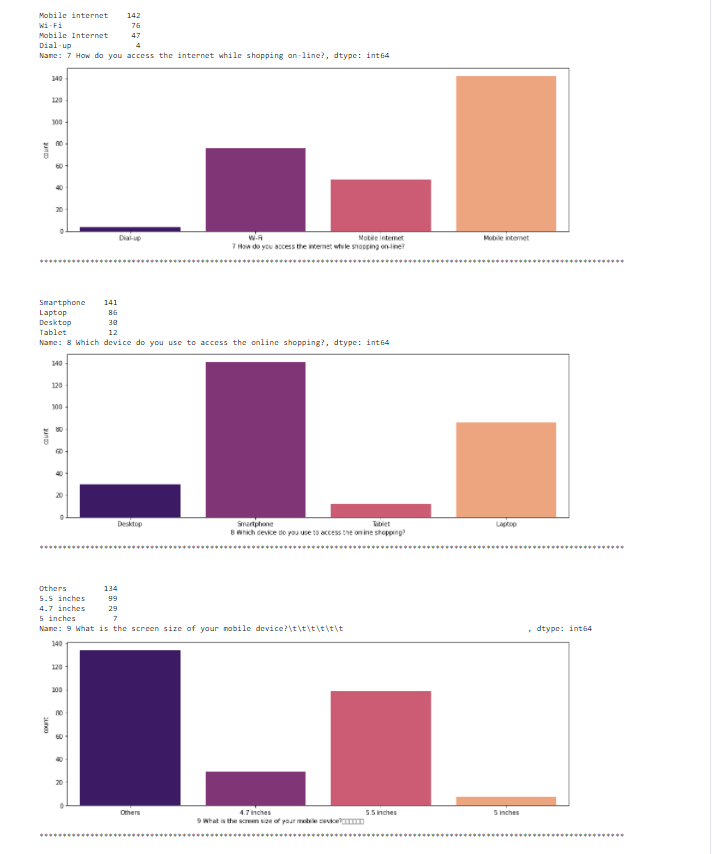 Mobile internet 142
Wi-Fi 76
Mobile Internet 47
Dial-up 4
Name: 7 How do you access the internet while shopping on-line?, dtype: int64
140
120
100
80
60
40
20
0
count
Dial-up Wi-Fi Mobile Internet Mobile internet
7 How do you access the internet while shopping on-line?
************************************************************************************************************************
Smartphone 141
Laptop 86
Desktop 30
Tablet 12
Name: 8 Which device do you use to access the online shopping?, dtype: int64
140
120
100
80
60
40
20
0
count
Desktop Smartphone Tablet Laptop
8 Which device do you use to access the online shopping?
************************************************************************************************************************
Others 134
5.5 inches 99
4.7 inches 29
5 inches 7
Name: 9 What is the screen size of your mobile device?\t\t\t\t\t\t , dtype: int64
140
120
100
80
60
40
20
0
count
Others 4.7 inches 5.5 inches 5 inches
9 What is the screen size of your mobile device?□□□□□□
************************************************************************************************************************